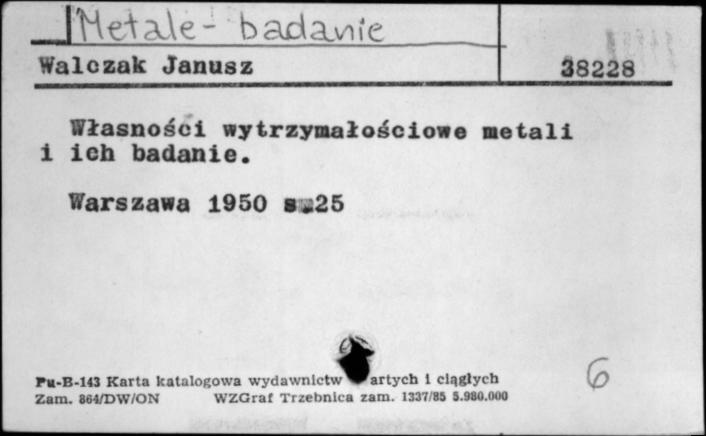 Metale - badanie
Walczak Janusz 38228
Własności wytrzymałościowe metali
i ich badanie.
Warszawa 1950 s. 25
Pu-B-143 Karta katalogowa wydawnictw artych i ciągłych
Zam. 864/DW/ON WZGraf Trzebnica zam. 1337/85 5.980.000
6